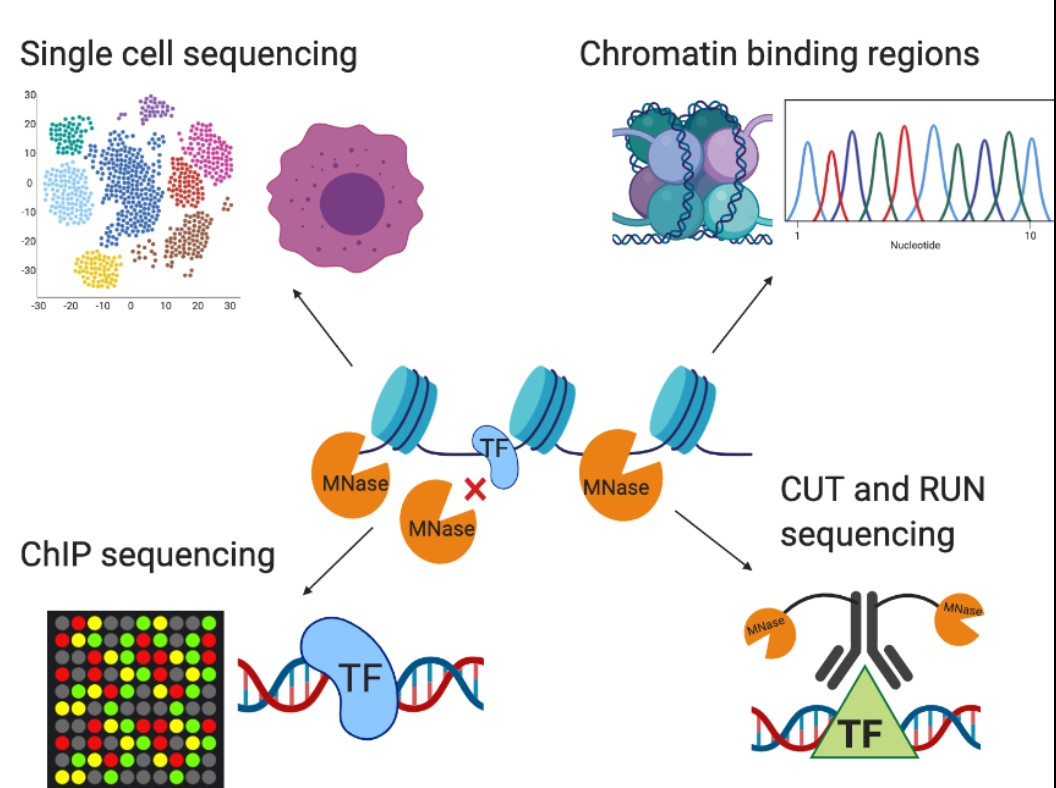 Single cell sequencing
Chromatin binding regions
30
20
10
0
-10
-20
-30
-30 -20 -10 0 10 20 30
1 10
Nucleotide
TF
MNase
MNase
MNase
CUT and RUN
sequencing
ChIP sequencing
MNase
MNase
TF
TF